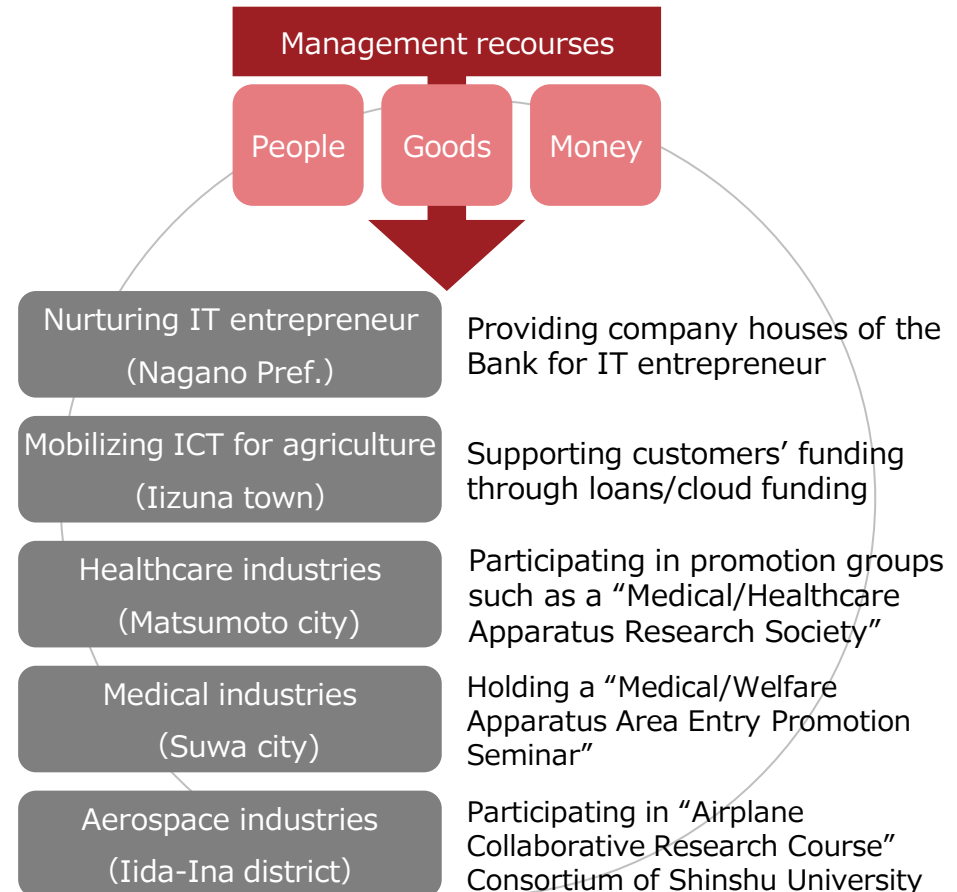 Management recourses
People
Goods
Money
Nurturing IT entrepreneur
（Nagano Pref.）
Providing company houses of the
Bank for IT entrepreneur
Mobilizing ICT for agriculture
（Iizuna town）
Supporting customers’ funding
through loans/cloud funding
Healthcare industries
（Matsumoto city）
Participating in promotion groups
such as a “Medical/Healthcare
Apparatus Research Society”
Medical industries
（Suwa city）
Holding a “Medical/Welfare
Apparatus Area Entry Promotion
Seminar”
Aerospace industries
（Iida-Ina district）
Participating in “Airplane
Collaborative Research Course”
Consortium of Shinshu University